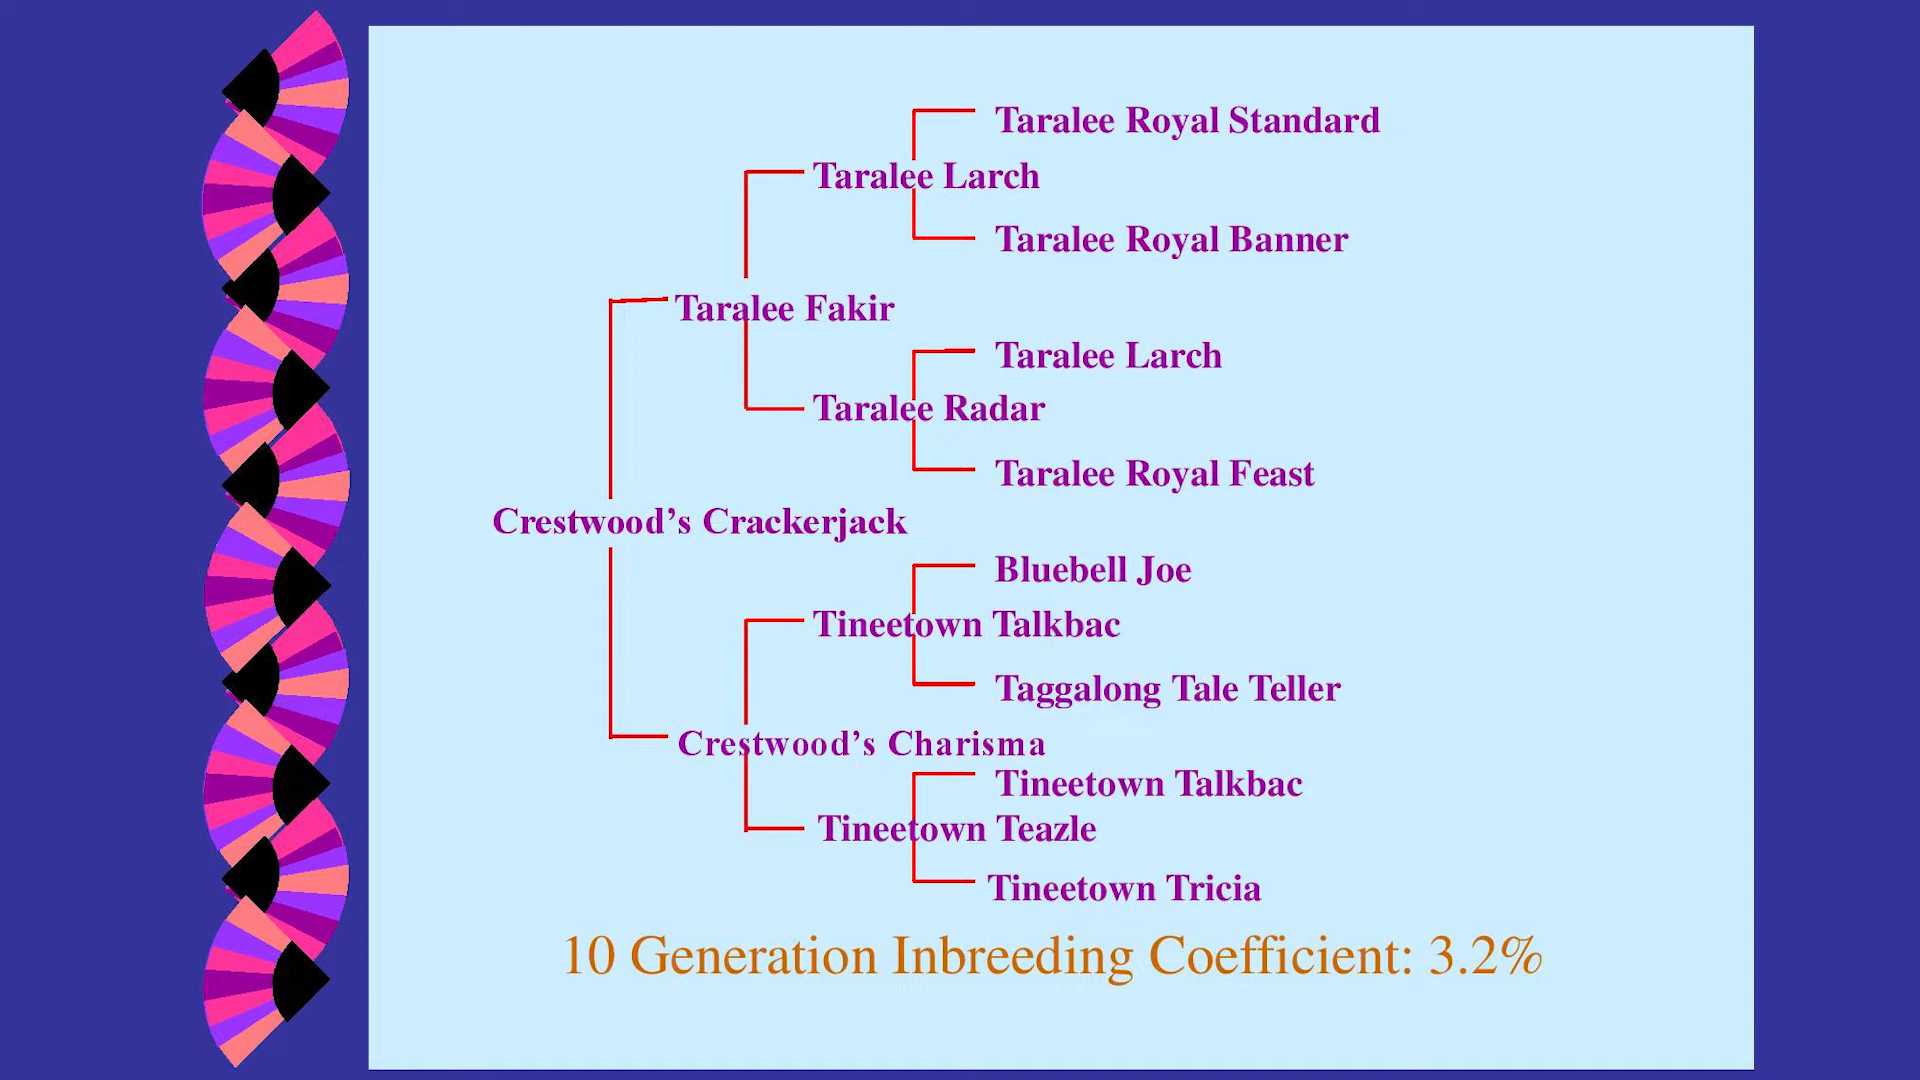 Taralee Royal Standard
Taralee Larch
Taralee Royal Banner
Taralee Fakir
Taralee Larch
Taralee Radar
Taralee Royal Feast
Crestwood’s Crackerjack
Bluebell Joe
Tineetown Talkbac
Taggalong Tale Teller
Crestwood’s Charisma
Tineetown Talkbac
Tineetown Teazle
Tineetown Tricia
10 Generation Inbreeding Coefficient: 3.2%